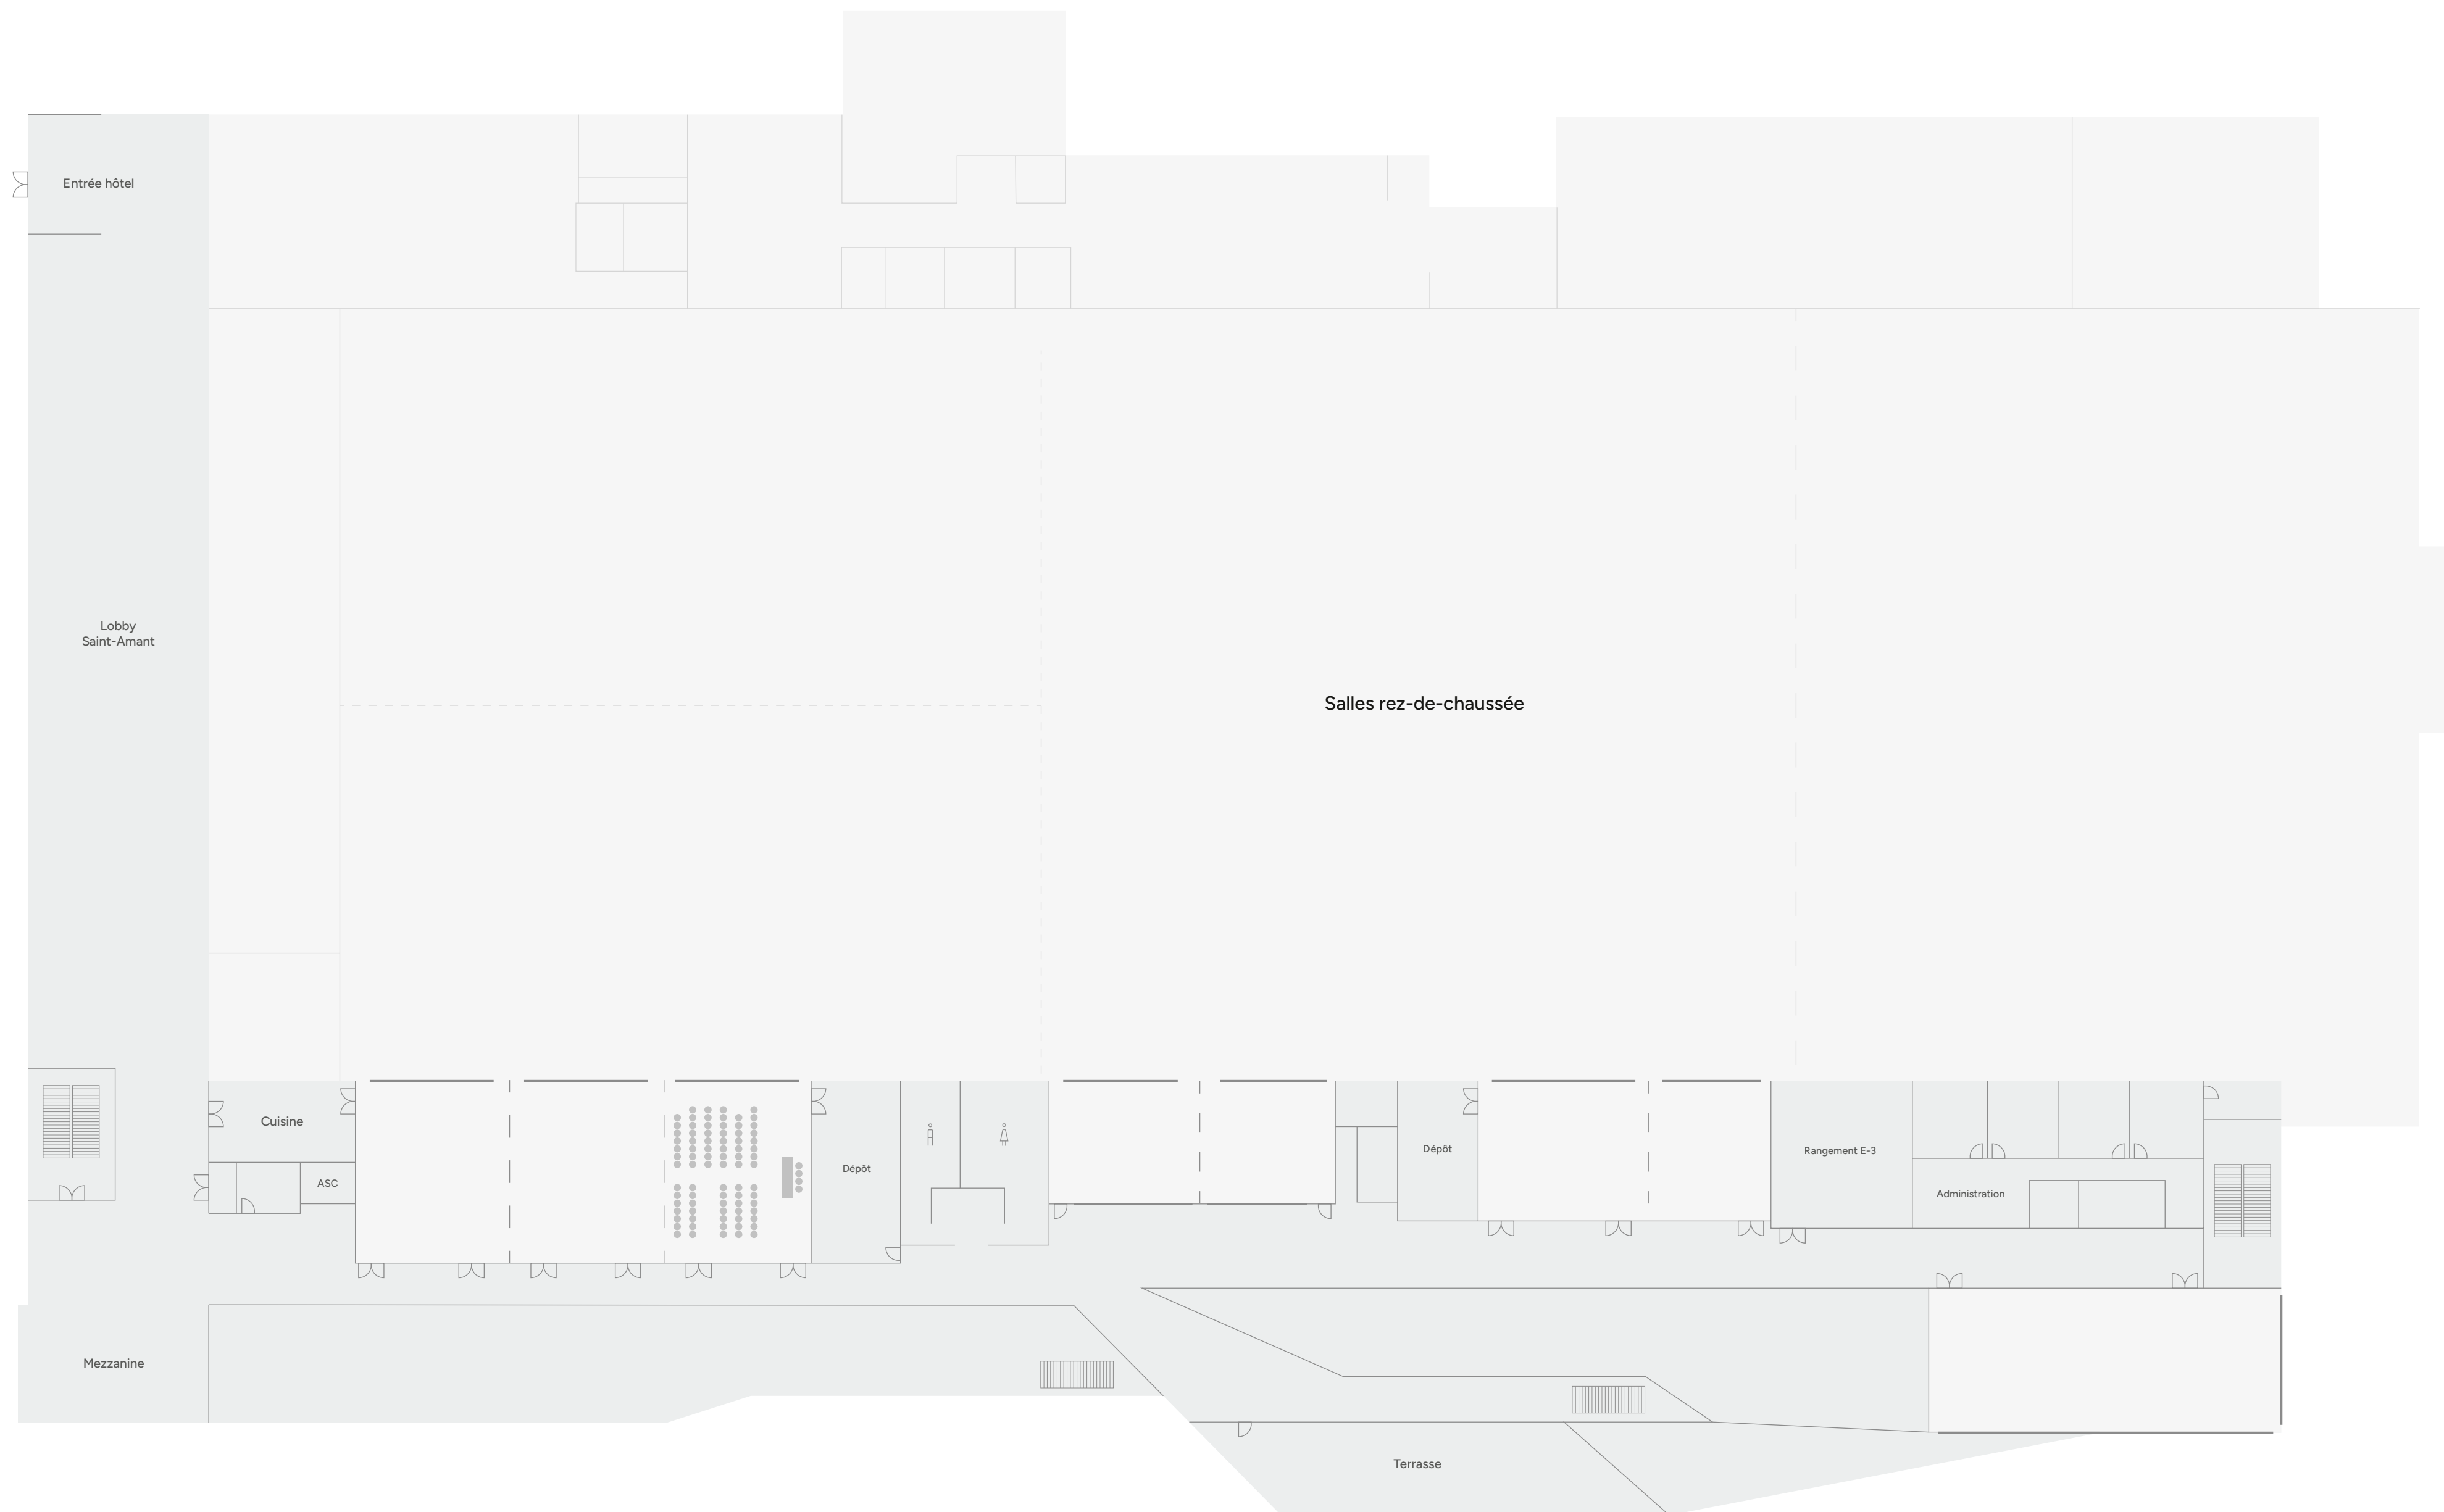 Entrée hôtel
Lobby
Saint-Amant
Salles rez-de-chaussée
Cuisine
ASC
Dépôt
Dépôt
Rangement E-3
Administration
Mezzanine
Terrasse